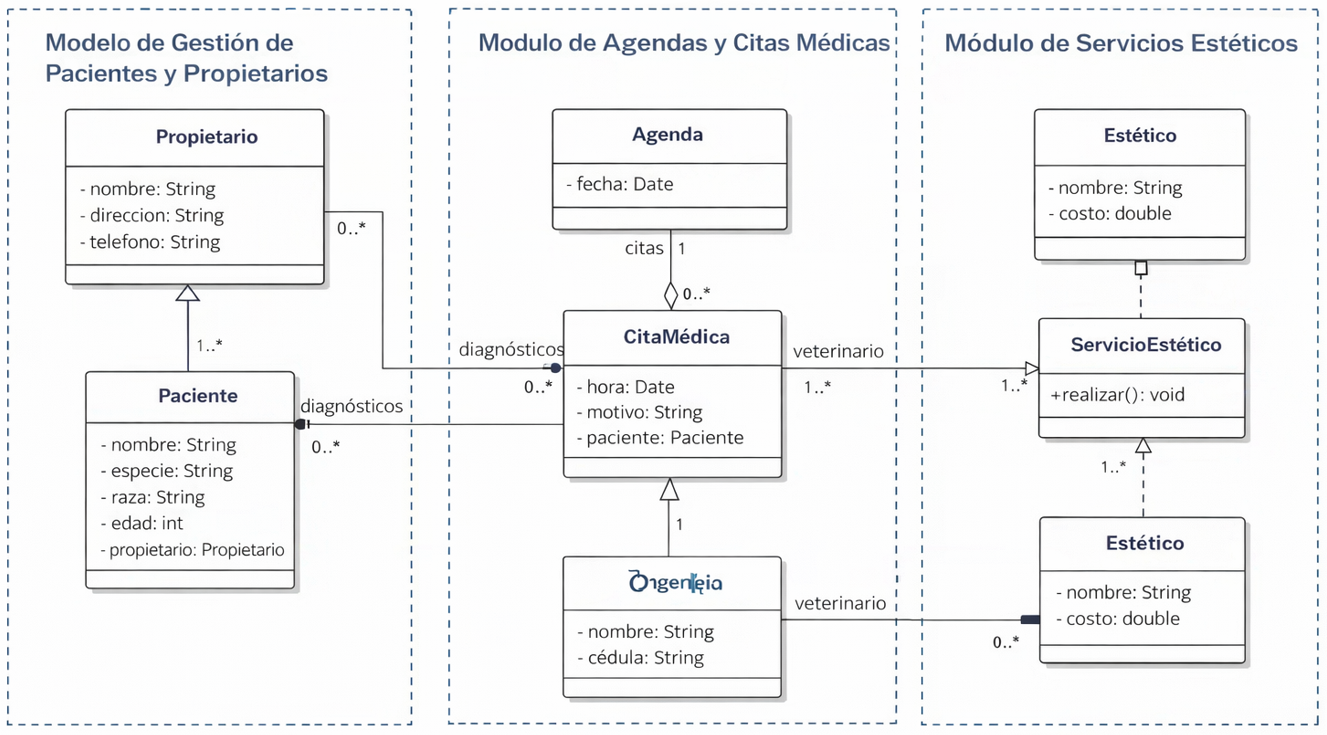 Modelo de Gestión de
Pacientes y Propietarios
Propietario
- nombre: String
- direccion: String
- telefono: String
0..*
1..*
Paciente
- nombre: String
- especie: String
- raza: String
- edad: int
- propietario: Propietario
diagnósticos
0..*
Modulo de Agendas y Citas Médicas
Agenda
- fecha: Date
citas
1
0..*
diagnósticos
0..*
CitaMédica
- hora: Date
- motivo: String
- paciente: Paciente
veterinario
1..*
1
- nombre: String
- cédula: String
veterinario
Módulo de Servicios Estéticos
Estético
- nombre: String
- costo: double
ServicioEstético
+realizar(): void
1..*
1..*
Estético
- nombre: String
- costo: double
0..*